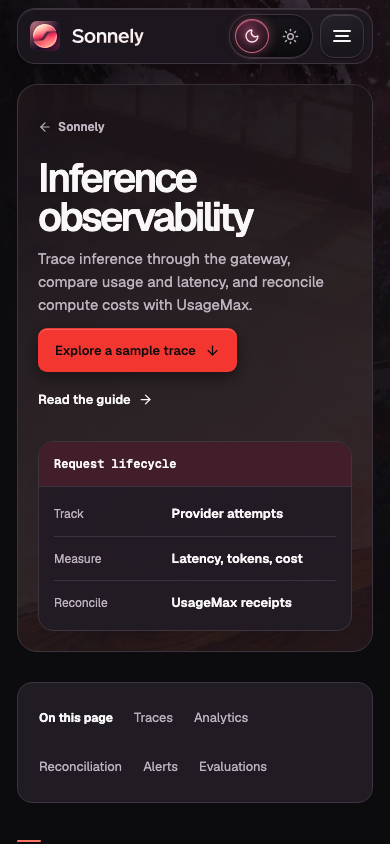 Sonnely
Sonnely
Inference
observability
Trace inference through the gateway,
compare usage and latency, and reconcile
compute costs with UsageMax.
Explore a sample trace
Read the guide
Request lifecycle
Track Provider attempts
Measure Latency, tokens, cost
Reconcile UsageMax receipts
On this page Traces Analytics
Reconciliation Alerts Evaluations